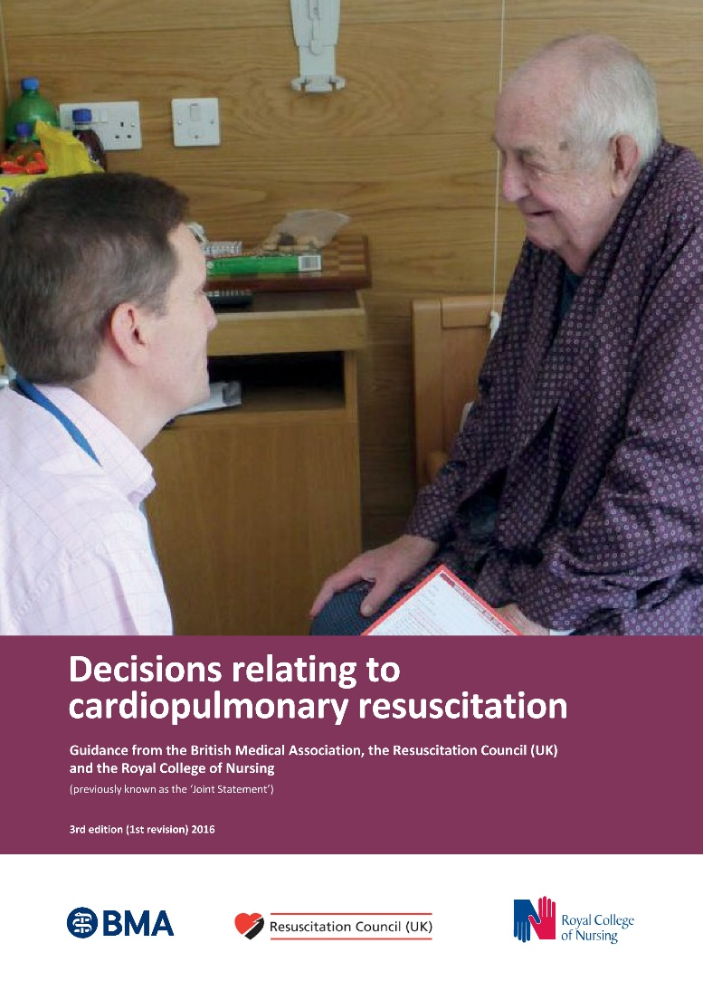 Decisions relating to
cardiopulmonary resuscitation
Guidance from the British Medical Association, the Resuscitation Council (UK)
and the Royal College of Nursing
(previously known as the ‘Joint Statement’)
3rd edition (1st revision) 2016
BMA
Resuscitation Council (UK)
Royal College
of Nursing